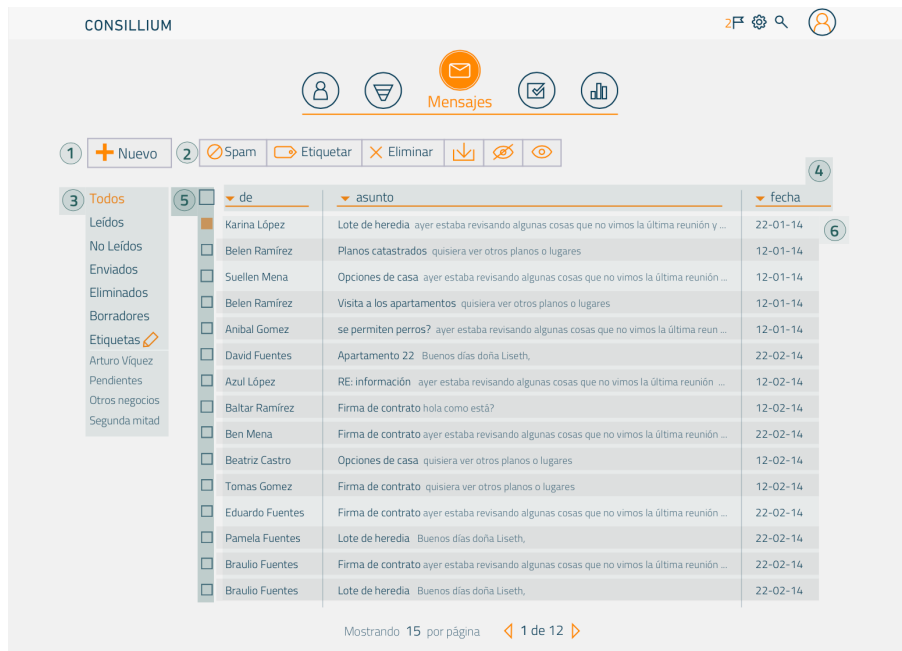 CONSILLIUM 2
Mensajes
1 Nuevo 2 Spam Etiquetar Eliminar
4
3 Todos 5 de asunto fecha
Leídos Karina López Lote de heredia ayer estaba revisando algunas cosas que no vimos la última reunión y ... 22-01-14 6
No Leídos Belen Ramírez Planos catastrados quisiera ver otros planos o lugares 12-01-14
Enviados Suellen Mena Opciones de casa ayer estaba revisando algunas cosas que no vimos la última reunión ... 12-01-14
Eliminados Belen Ramírez Visita a los apartamentos quisiera ver otros planos o lugares 12-01-14
Borradores Anibal Gomez se permiten perros? ayer estaba revisando algunas cosas que no vimos la última reun ... 12-01-14
Etiquetas David Fuentes Apartamento 22 Buenos días doña Liseth, 22-02-14
Arturo Víquez
Pendientes Azul López RE: información ayer estaba revisando algunas cosas que no vimos la última reunión ... 12-02-14
Otros negocios Baltar Ramírez Firma de contrato hola como está? 12-02-14
Segunda mitad Ben Mena Firma de contrato ayer estaba revisando algunas cosas que no vimos la última reunión ... 22-02-14
Beatriz Castro Opciones de casa quisiera ver otros planos o lugares 12-02-14
Tomas Gomez Firma de contrato quisiera ver otros planos o lugares 12-02-14
Eduardo Fuentes Firma de contrato ayer estaba revisando algunas cosas que no vimos la última reunión ... 22-02-14
Pamela Fuentes Lote de heredia Buenos días doña Liseth, 22-02-14
Braulio Fuentes Firma de contrato ayer estaba revisando algunas cosas que no vimos la última reunión ... 22-02-14
Braulio Fuentes Lote de heredia Buenos días doña Liseth, 22-02-14
Mostrando 15 por página 1 de 12